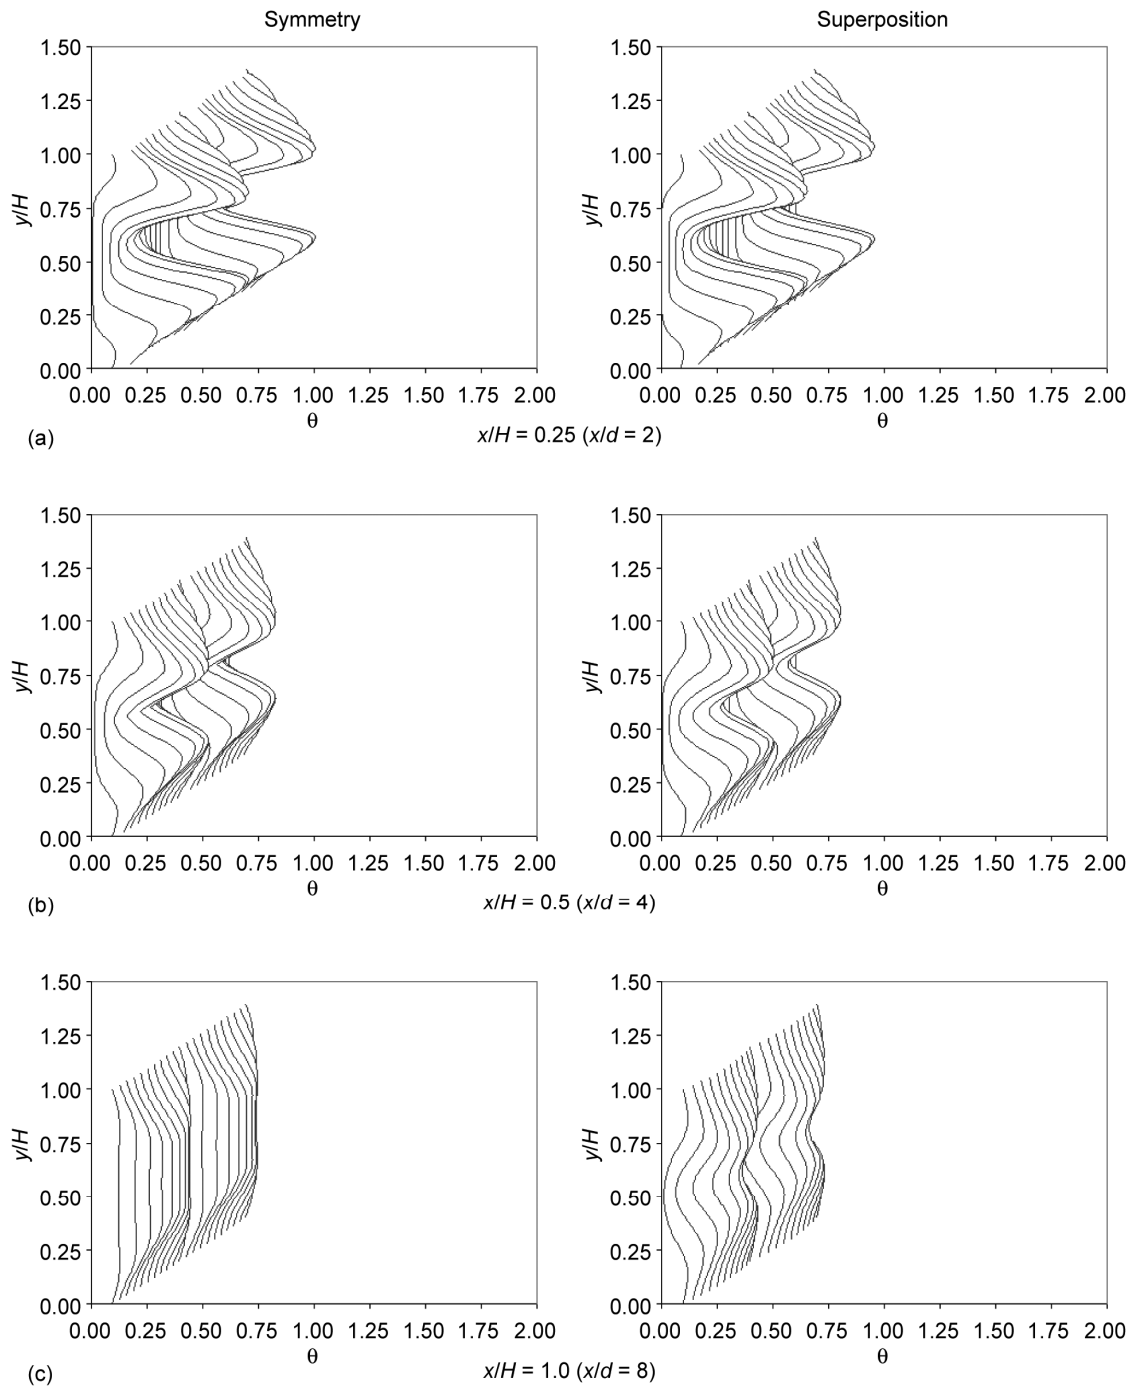 Symmetry Superposition
1.50 1.50
1.25 1.25
1.00 1.00
y/H 0.75 y/H 0.75
0.50 0.50
0.25 0.25
0.00 0.00
0.00 0.25 0.50 0.75 1.00 1.25 1.50 1.75 2.00 0.00 0.25 0.50 0.75 1.00 1.25 1.50 1.75 2.00
θ θ
(a) x/H = 0.25 (x/d = 2)
1.50 1.50
1.25 1.25
1.00 1.00
y/H 0.75 y/H 0.75
0.50 0.50
0.25 0.25
0.00 0.00
0.00 0.25 0.50 0.75 1.00 1.25 1.50 1.75 2.00 0.00 0.25 0.50 0.75 1.00 1.25 1.50 1.75 2.00
θ θ
(b) x/H = 0.5 (x/d = 4)
1.50 1.50
1.25 1.25
1.00 1.00
y/H 0.75 y/H 0.75
0.50 0.50
0.25 0.25
0.00 0.00
0.00 0.25 0.50 0.75 1.00 1.25 1.50 1.75 2.00 0.00 0.25 0.50 0.75 1.00 1.25 1.50 1.75 2.00
θ θ
(c) x/H = 1.0 (x/d = 8)